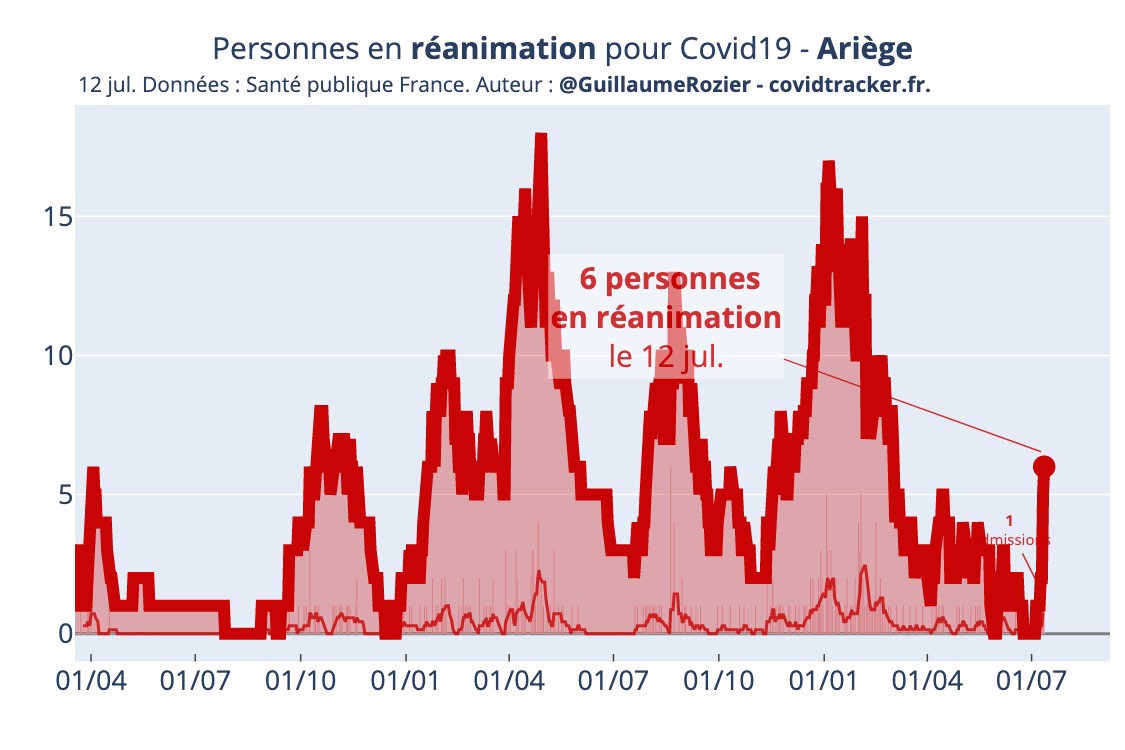 Personnes en réanimation pour Covid19 - Ariège
12 jul. Données : Santé publique France. Auteur : @GuillaumeRozier - covidtracker.fr.
15
10
5
0
6 personnes
en réanimation
le 12 jul.
1
dmissions
01/04 01/07 01/10 01/01 01/04 01/07 01/10 01/01 01/04 01/07